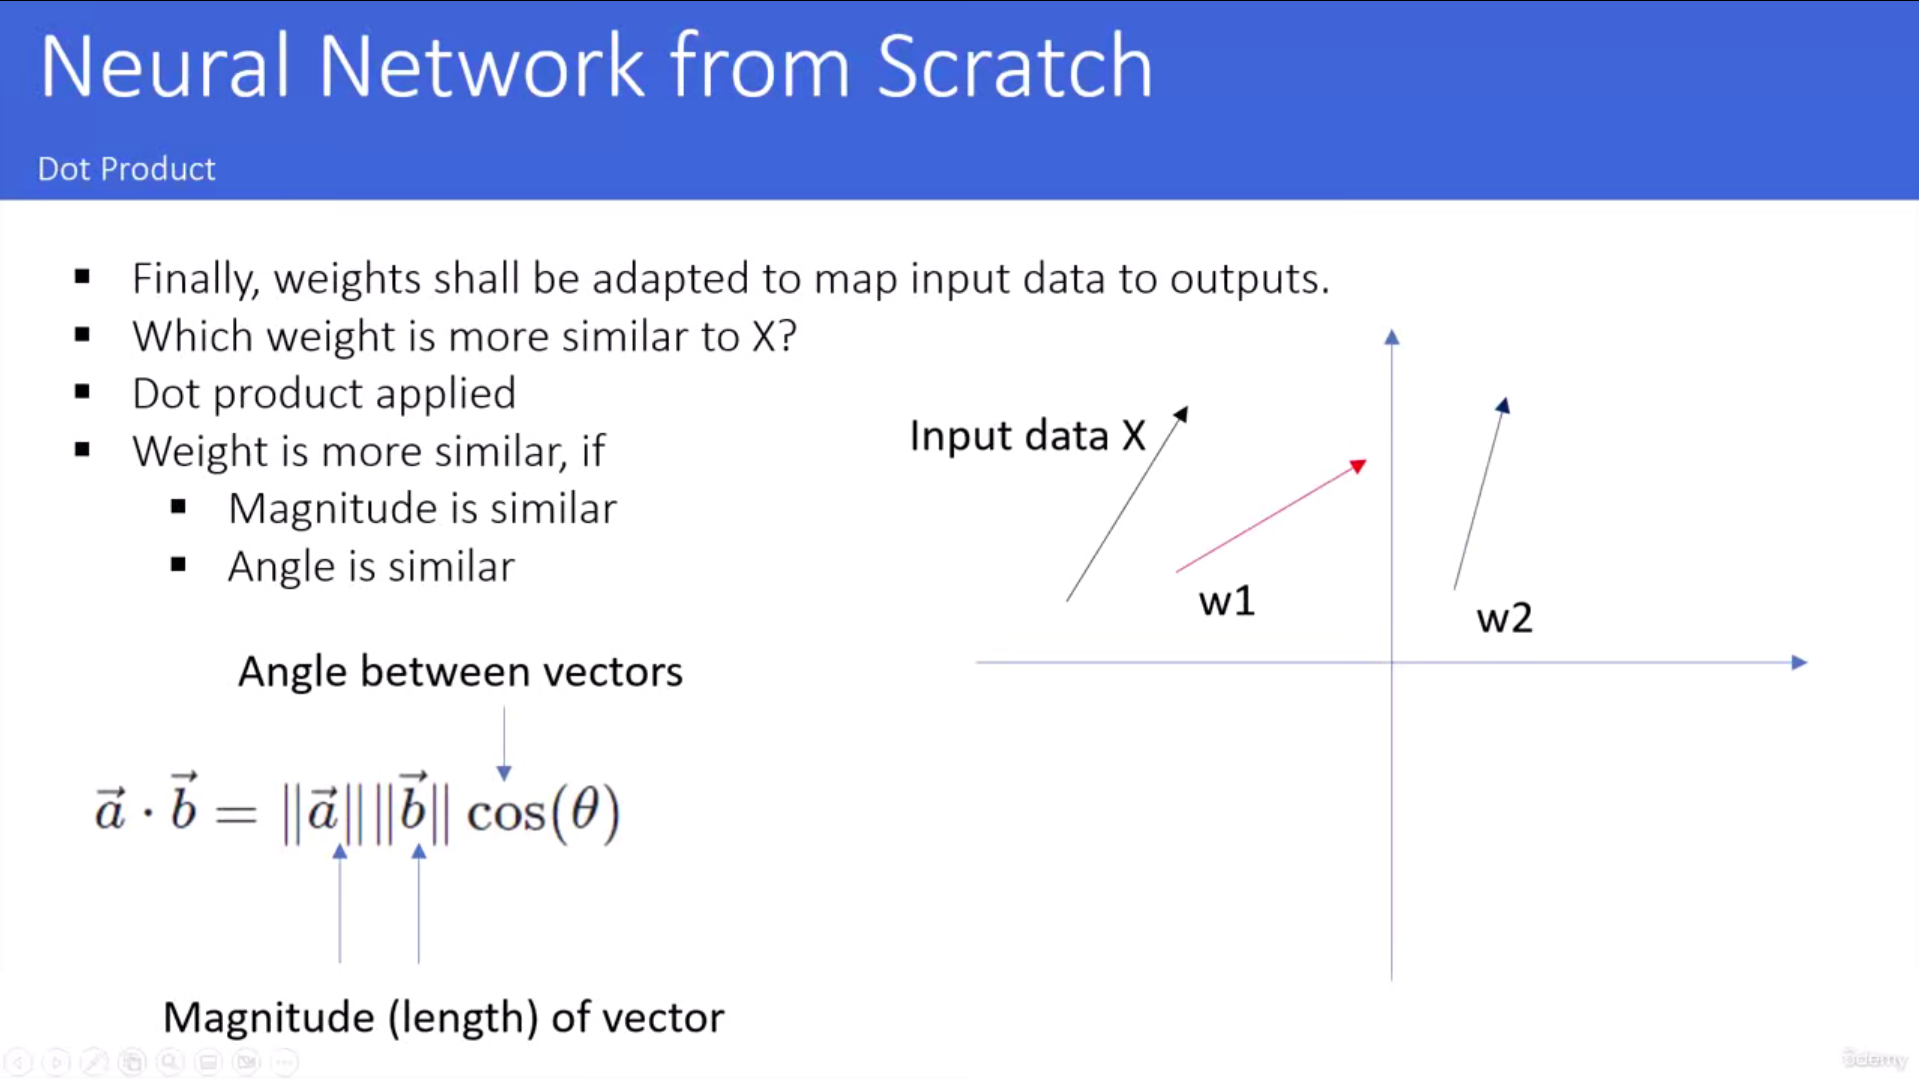 Neural Network from Scratch
Dot Product
▪ Finally, weights shall be adapted to map input data to outputs.
▪ Which weight is more similar to X?
▪ Dot product applied
▪ Weight is more similar, if
▪ Magnitude is similar
▪ Angle is similar
Input data X
w1
w2
Angle between vectors
$\vec{a} \cdot \vec{b} = \|\vec{a}\| \|\vec{b}\| \cos(\theta)$
Magnitude (length) of vector
ûdemy